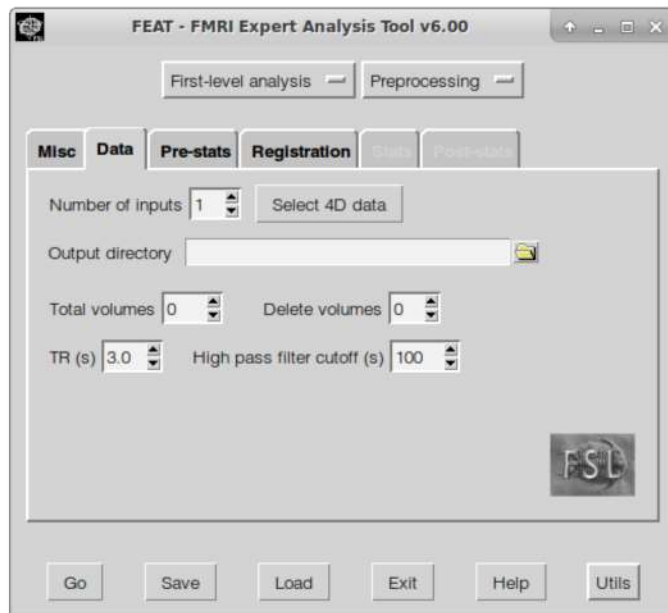 FEAT - FMRI Expert Analysis Tool v6.00
First-level analysis Preprocessing
Misc Data Pre-stats Registration Stats Post-stats
Number of inputs 1 Select 4D data
Output directory
Total volumes 0 Delete volumes 0
TR (s) 3.0 High pass filter cutoff (s) 100
FSL
Go Save Load Exit Help Utils